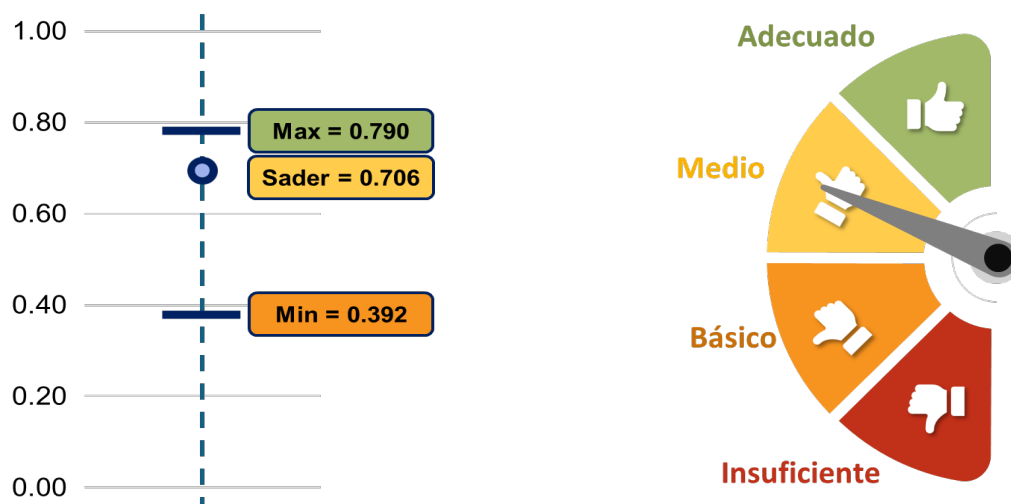 1.00
0.80
0.60
0.40
0.20
0.00
Max = 0.790
Sader = 0.706
Min = 0.392
Adecuado
Medio
Básico
Insuficiente